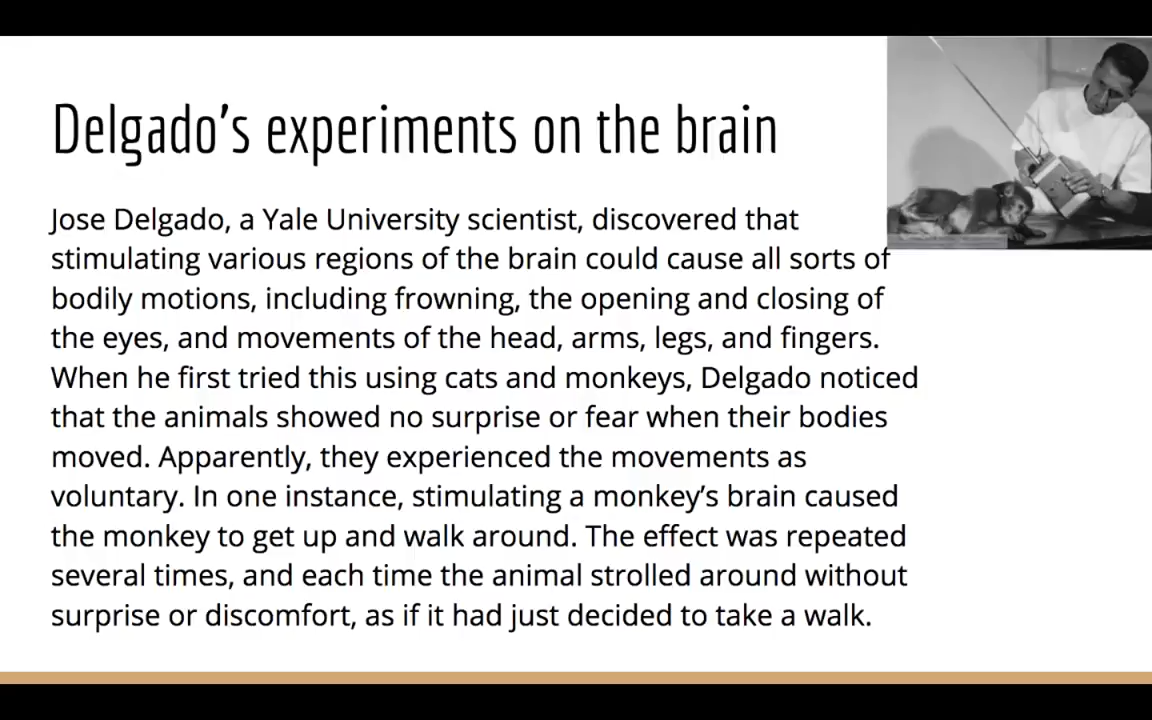 Delgado’s experiments on the brain
Jose Delgado, a Yale University scientist, discovered that
stimulating various regions of the brain could cause all sorts of
bodily motions, including frowning, the opening and closing of
the eyes, and movements of the head, arms, legs, and fingers.
When he first tried this using cats and monkeys, Delgado noticed
that the animals showed no surprise or fear when their bodies
moved. Apparently, they experienced the movements as
voluntary. In one instance, stimulating a monkey’s brain caused
the monkey to get up and walk around. The effect was repeated
several times, and each time the animal strolled around without
surprise or discomfort, as if it had just decided to take a walk.